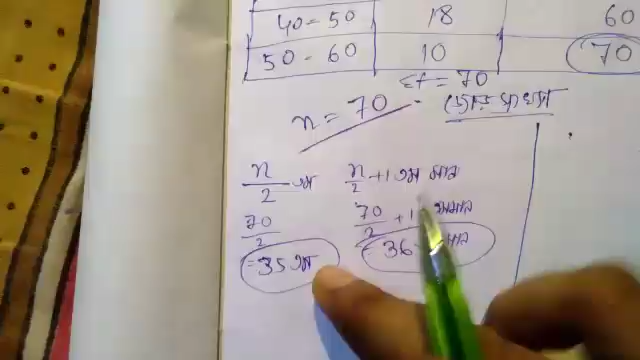 40 - 50 18 60
50 - 60 10 70
Σf = 70
n = 70 জোড় সংখ্যা
n/2 তম n/2 +1 তম মান
70/2 70/2 + 1 তম মান
= 35 তম = 36 মান